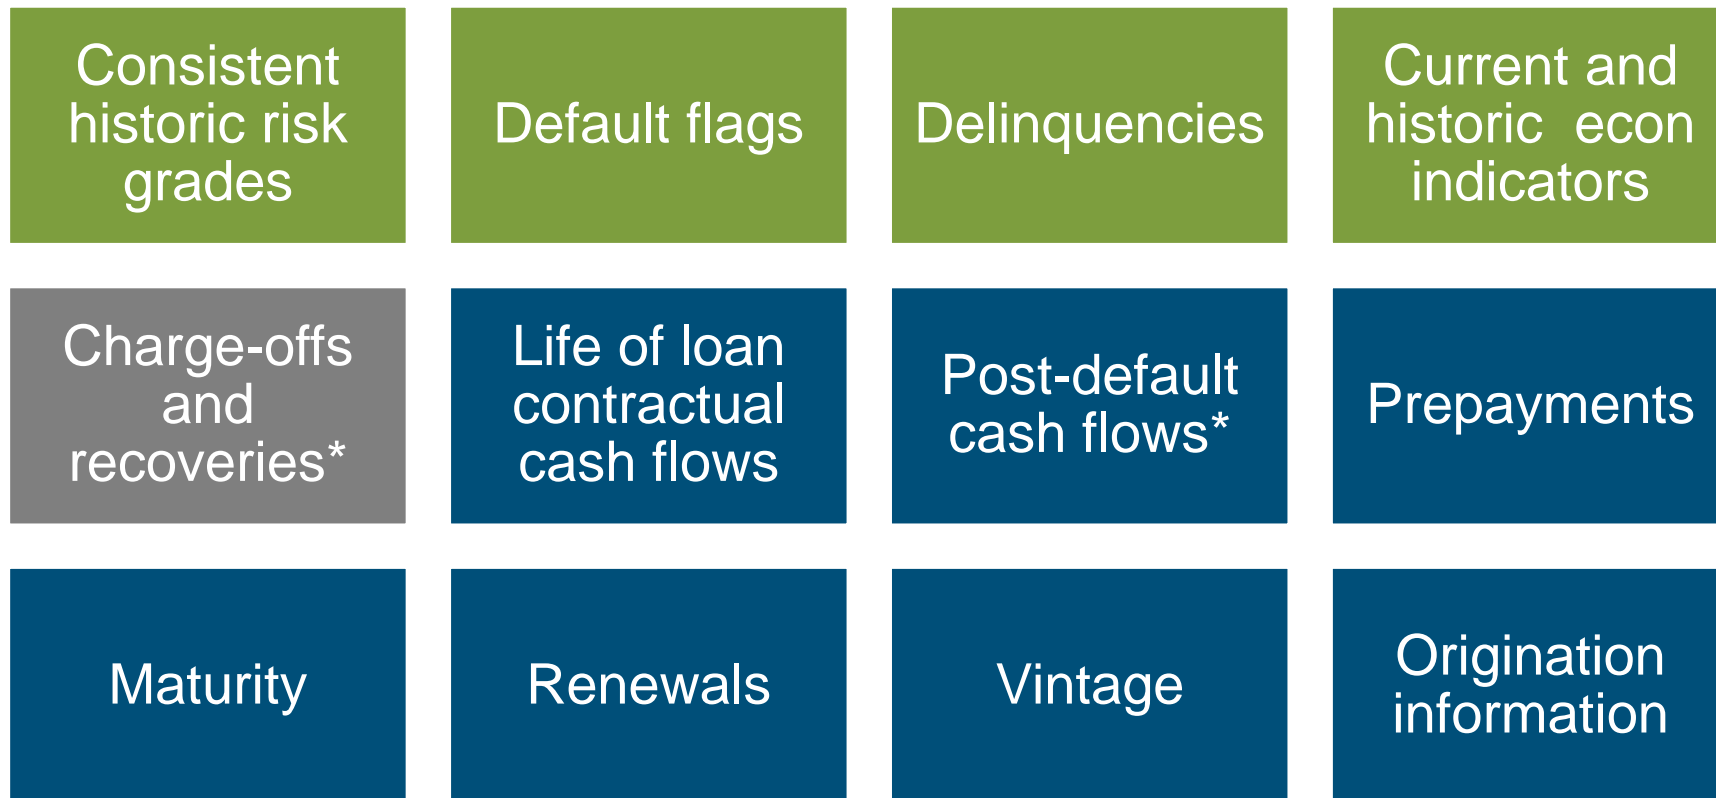 Consistent
historic risk
grades
Default flags
Delinquencies
Current and
historic  econ
indicators
Charge-offs
and
recoveries*
Life of loan
contractual
cash flows
Post-default
cash flows*
Prepayments
Maturity
Renewals
Vintage
Origination
information